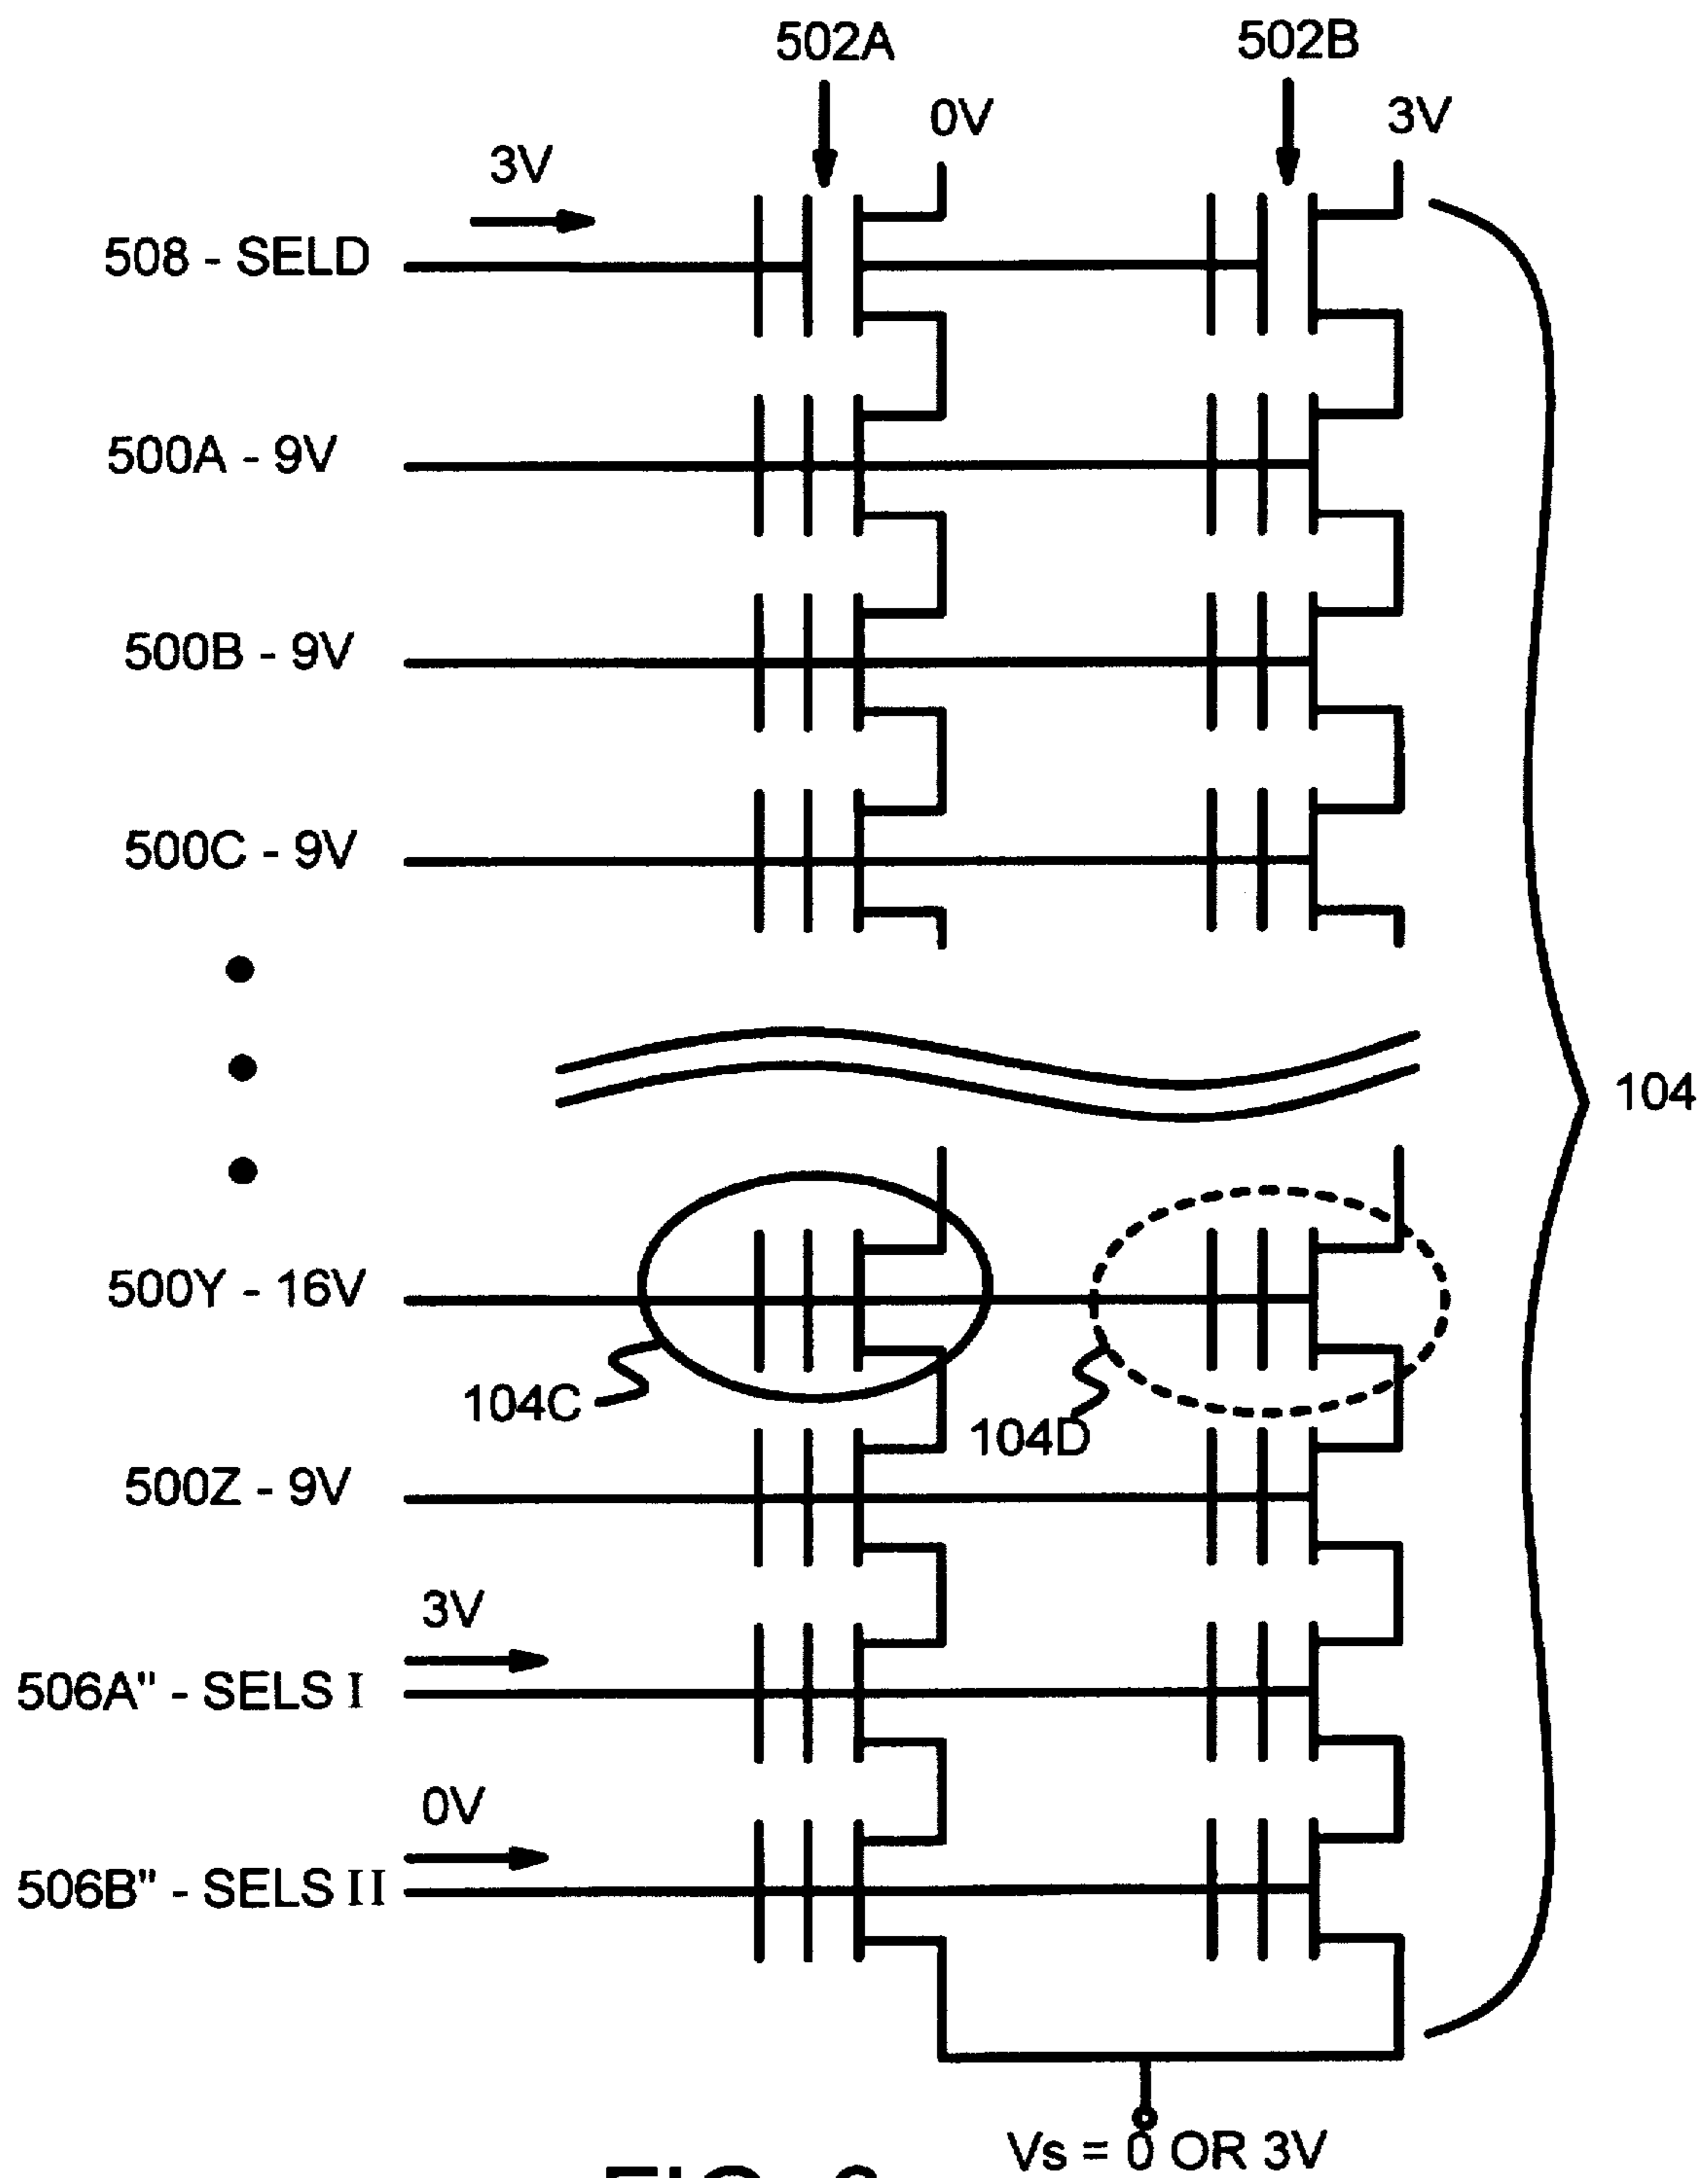 502A
502B
0V
3V
3V
508 - SELD
500A - 9V
500B - 9V
500C - 9V
104
500Y - 16V
104C
104D
500Z - 9V
3V
506A" - SELS I
0V
506B" - SELS II
Vs = 0 OR 3V